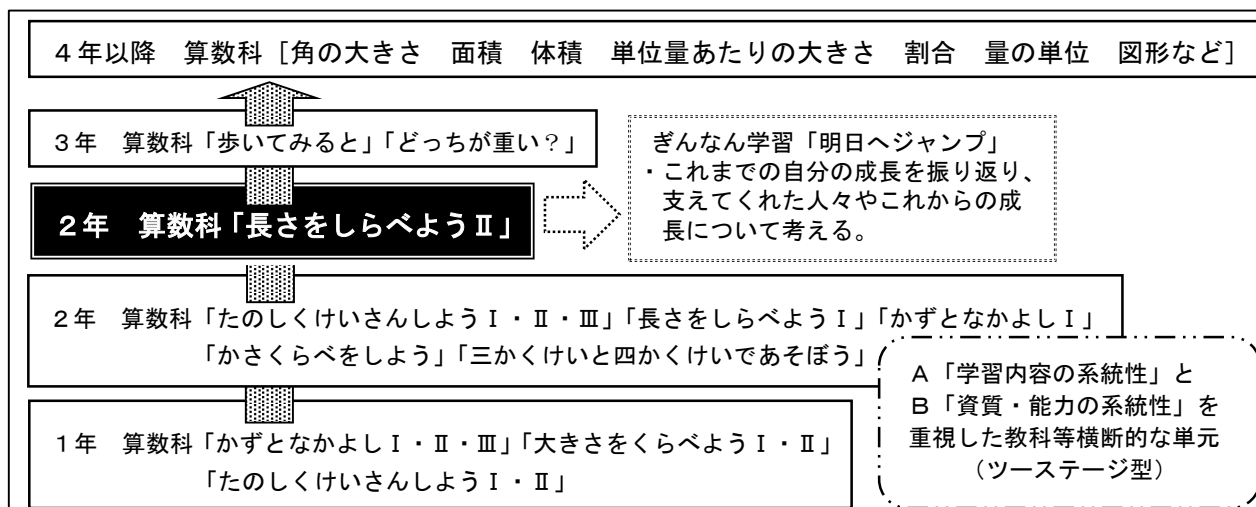 ４年以降　算数科［角の大きさ　面積　体積　単位量あたりの大きさ　割合　量の単位　図形など］
３年　算数科「歩いてみると」「どっちが重い？」
ぎんなん学習「明日へジャンプ」
・これまでの自分の成長を振り返り、
支えてくれた人々やこれからの成
長について考える。
２年　算数科「長さをしらべようⅡ」
２年　算数科「たのしくけいさんしようⅠ・Ⅱ・Ⅲ」「長さをしらべようⅠ」「かずとなかよしⅠ」
「かさくらべをしよう」「三かくけいと四かくけいであそぼう」
Ａ「学習内容の系統性」と
Ｂ「資質・能力の系統性」を
重視した教科等横断的な単元
（ツーステージ型）
１年　算数科「かずとなかよしⅠ・Ⅱ・Ⅲ」「大きさをくらべようⅠ・Ⅱ」
「たのしくけいさんしようⅠ・Ⅱ」